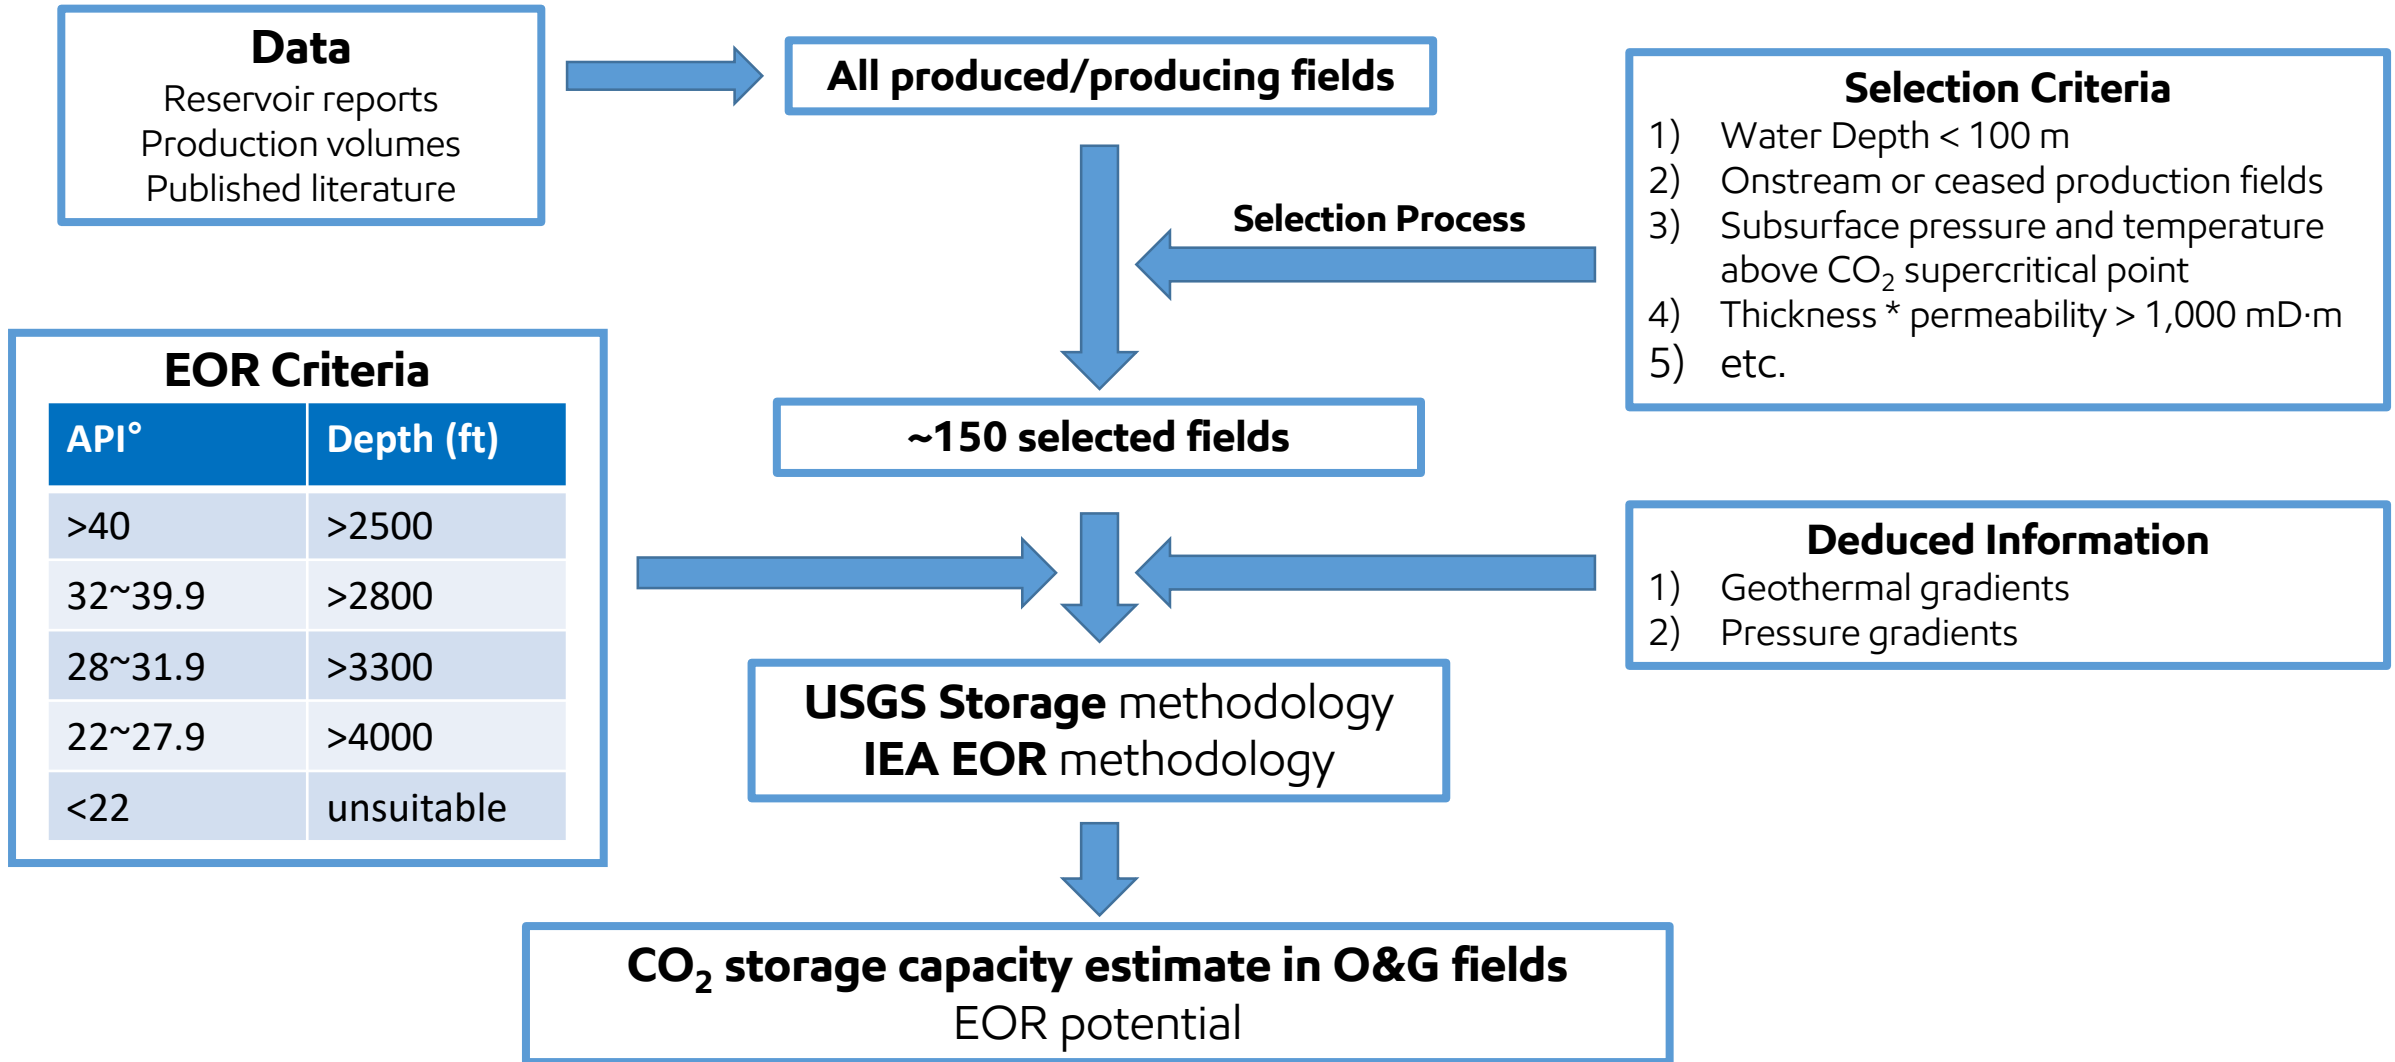 Data
Reservoir reports
Production volumes
Published literature
All produced/producing fields
Selection Criteria
1) Water Depth < 100 m
2) Onstream or ceased production fields
3) Subsurface pressure and temperature
above CO₂ supercritical point
4) Thickness * permeability > 1,000 mD·m
5) etc.
Selection Process
~150 selected fields
EOR Criteria
API° Depth (ft)
>40 >2500
32~39.9 >2800
28~31.9 >3300
22~27.9 >4000
<22 unsuitable
Deduced Information
1) Geothermal gradients
2) Pressure gradients
USGS Storage methodology
IEA EOR methodology
CO₂ storage capacity estimate in O&G fields
EOR potential